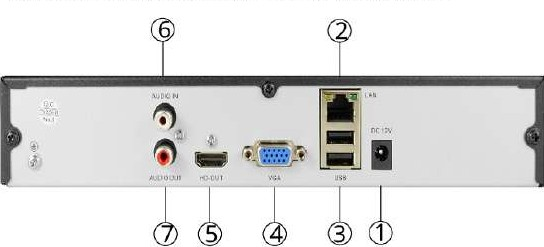 ⑥
②
AUDIO IN
LAN
DC 12V
AUDIO OUT
HD-OUT
VGA
USB
⑦
⑤
④
③
①